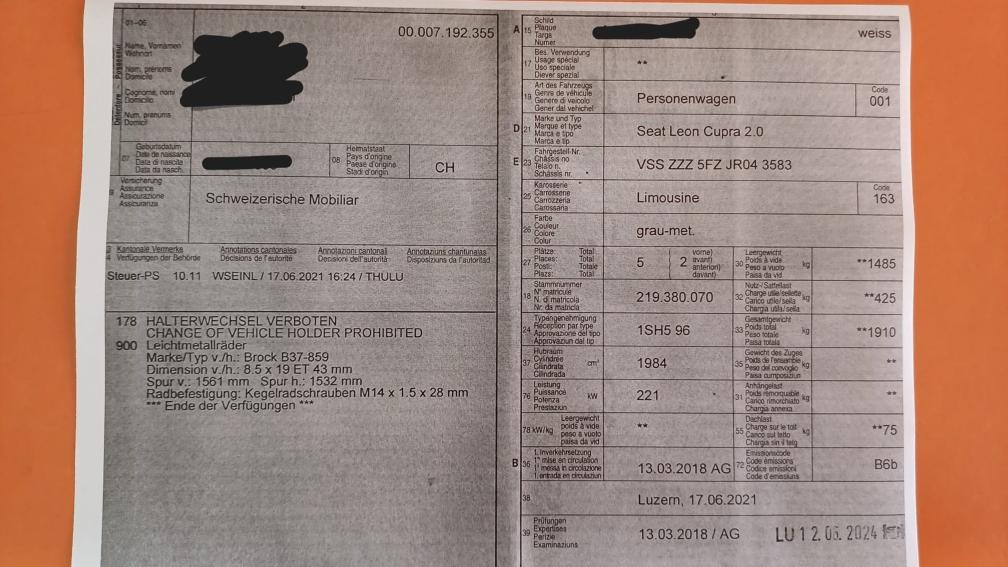 01-06
00.007.192.355
Détenteur - Possesseur
Name, Vornamen
Wohnort
Nom, prénoms
Domicile
Cognome, nomi
Domicilio
Num, prenums
Domicil
07
Geburtsdatum
Date de naissance
Data di nascita
Data da nasch.
08
Heimatstaat
Pays d'origine
Paese d'origine
Stadi d'origin
CH
Versicherung
Assurance
Assicurazione
Assicuranza
Schweizerische Mobiliar
Kantonale Vermerke
Verfügungen der Behörde
Annotations cantonales
Décisions de l'autorité
Annotazioni cantonali
Decisioni dell'autorità
Annotaziuns chantunalas
Disposiziuns da l'autoritad
Steuer-PS 10.11 WSEINL / 17.06.2021 16:24 / THULU
178 HALTERWECHSEL VERBOTEN
CHANGE OF VEHICLE HOLDER PROHIBITED
900 Leichtmetallräder
Marke/Typ v./h.: Brock B37-859
Dimension v./h.: 8.5 x 19 ET 43 mm
Spur v.: 1561 mm Spur h.: 1532 mm
Radbefestigung: Kegelradschrauben M14 x 1.5 x 28 mm
*** Ende der Verfügungen ***
A 15
Schild
Plaque
Targa
Numer
weiss
17
Bes. Verwendung
Usage spécial
Uso speciale
Diever spezial
**
19
Art des Fahrzeugs
Genre de véhicule
Genere di veicolo
Gener dal vehichel
Personenwagen
Code
001
D 21
Marke und Typ
Marque et type
Marca e tipo
Marca e tip
Seat Leon Cupra 2.0
E 23
Fahrgestell-Nr.
Châssis no
Telaio n.
Schassis nr.
VSS ZZZ 5FZ JR04 3583
25
Karosserie
Carrosserie
Carrozzeria
Carossaria
Limousine
Code
163
26
Farbe
Couleur
Colore
Colur
grau-met.
27
Plätze: Total
Places: Total
Posti: Totale
Plazs: Total
5
2
vorne)
avant)
anteriori)
davant)
30
Leergewicht
Poids à vide
Peso a vuoto
Paisa da vid
kg
**1485
18
Stammnummer
N° matricule
N. di matricola
Nr. da matricla
219.380.070
32
Nutz-/Sattellast
Charge utile/sellette
Carico utile/sella
Chargia utila/sella
kg
**425
24
Typengenehmigung
Réception par type
Approvazione del tipo
Approvaziun dal tip
1SH5 96
33
Gesamtgewicht
Poids total
Peso totale
Paisa totala
kg
**1910
37
Hubraum
Cylindrée
Cilindrata
Cilindrada
cm³
1984
35
Gewicht des Zuges
Poids de l'ensemble
Peso del convoglio
Paisa cumposiziun
kg
**
76
Leistung
Puissance
Potenza
Prestaziun
kW
221
31
Anhängelast
Poids remorquable
Carico rimorchiato
Chargia annexa
kg
**
78 kW/kg
Leergewicht
poids à vide
peso a vuoto
paisa da vid
**
55
Dachlast
Charge sur le toit
Carico sul tetto
Chargia sin il tetg
kg
**75
B 36
1. Inverkehrsetzung
1re mise en circulation
1a messa in circolazione
1. entrada en circulaziun
13.03.2018 AG
72
Emissionscode
Code émissions
Codice emissioni
Code d'emissiuns
B6b
38
Luzern, 17.06.2021
39
Prüfungen
Expertises
Perizie
Examinaziuns
13.03.2018 / AG
LU 1 2. 05. 2024